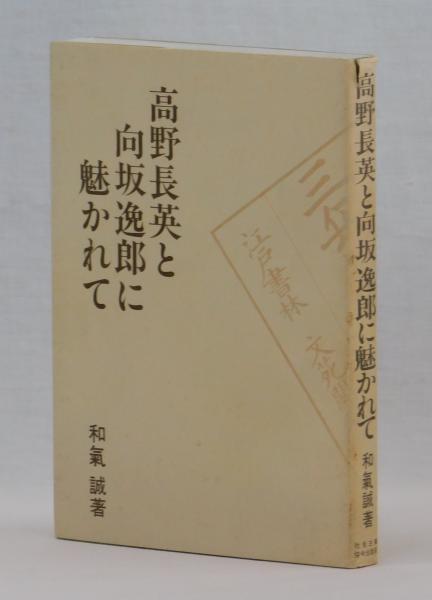 高野長英と
向坂逸郎に
魅かれて
和氣 誠著
江戸書林
高野長英と向坂逸郎に魅かれて
和氣 誠著